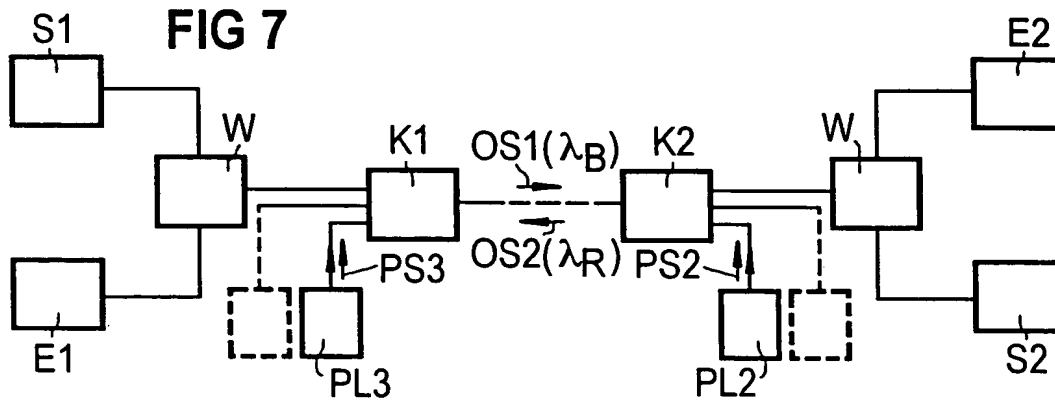 FIG 7
S1
E2
W
K1
OS1(λB)
K2
W
OS2(λR)
PS3
PS2
E1
PL3
PL2
S2